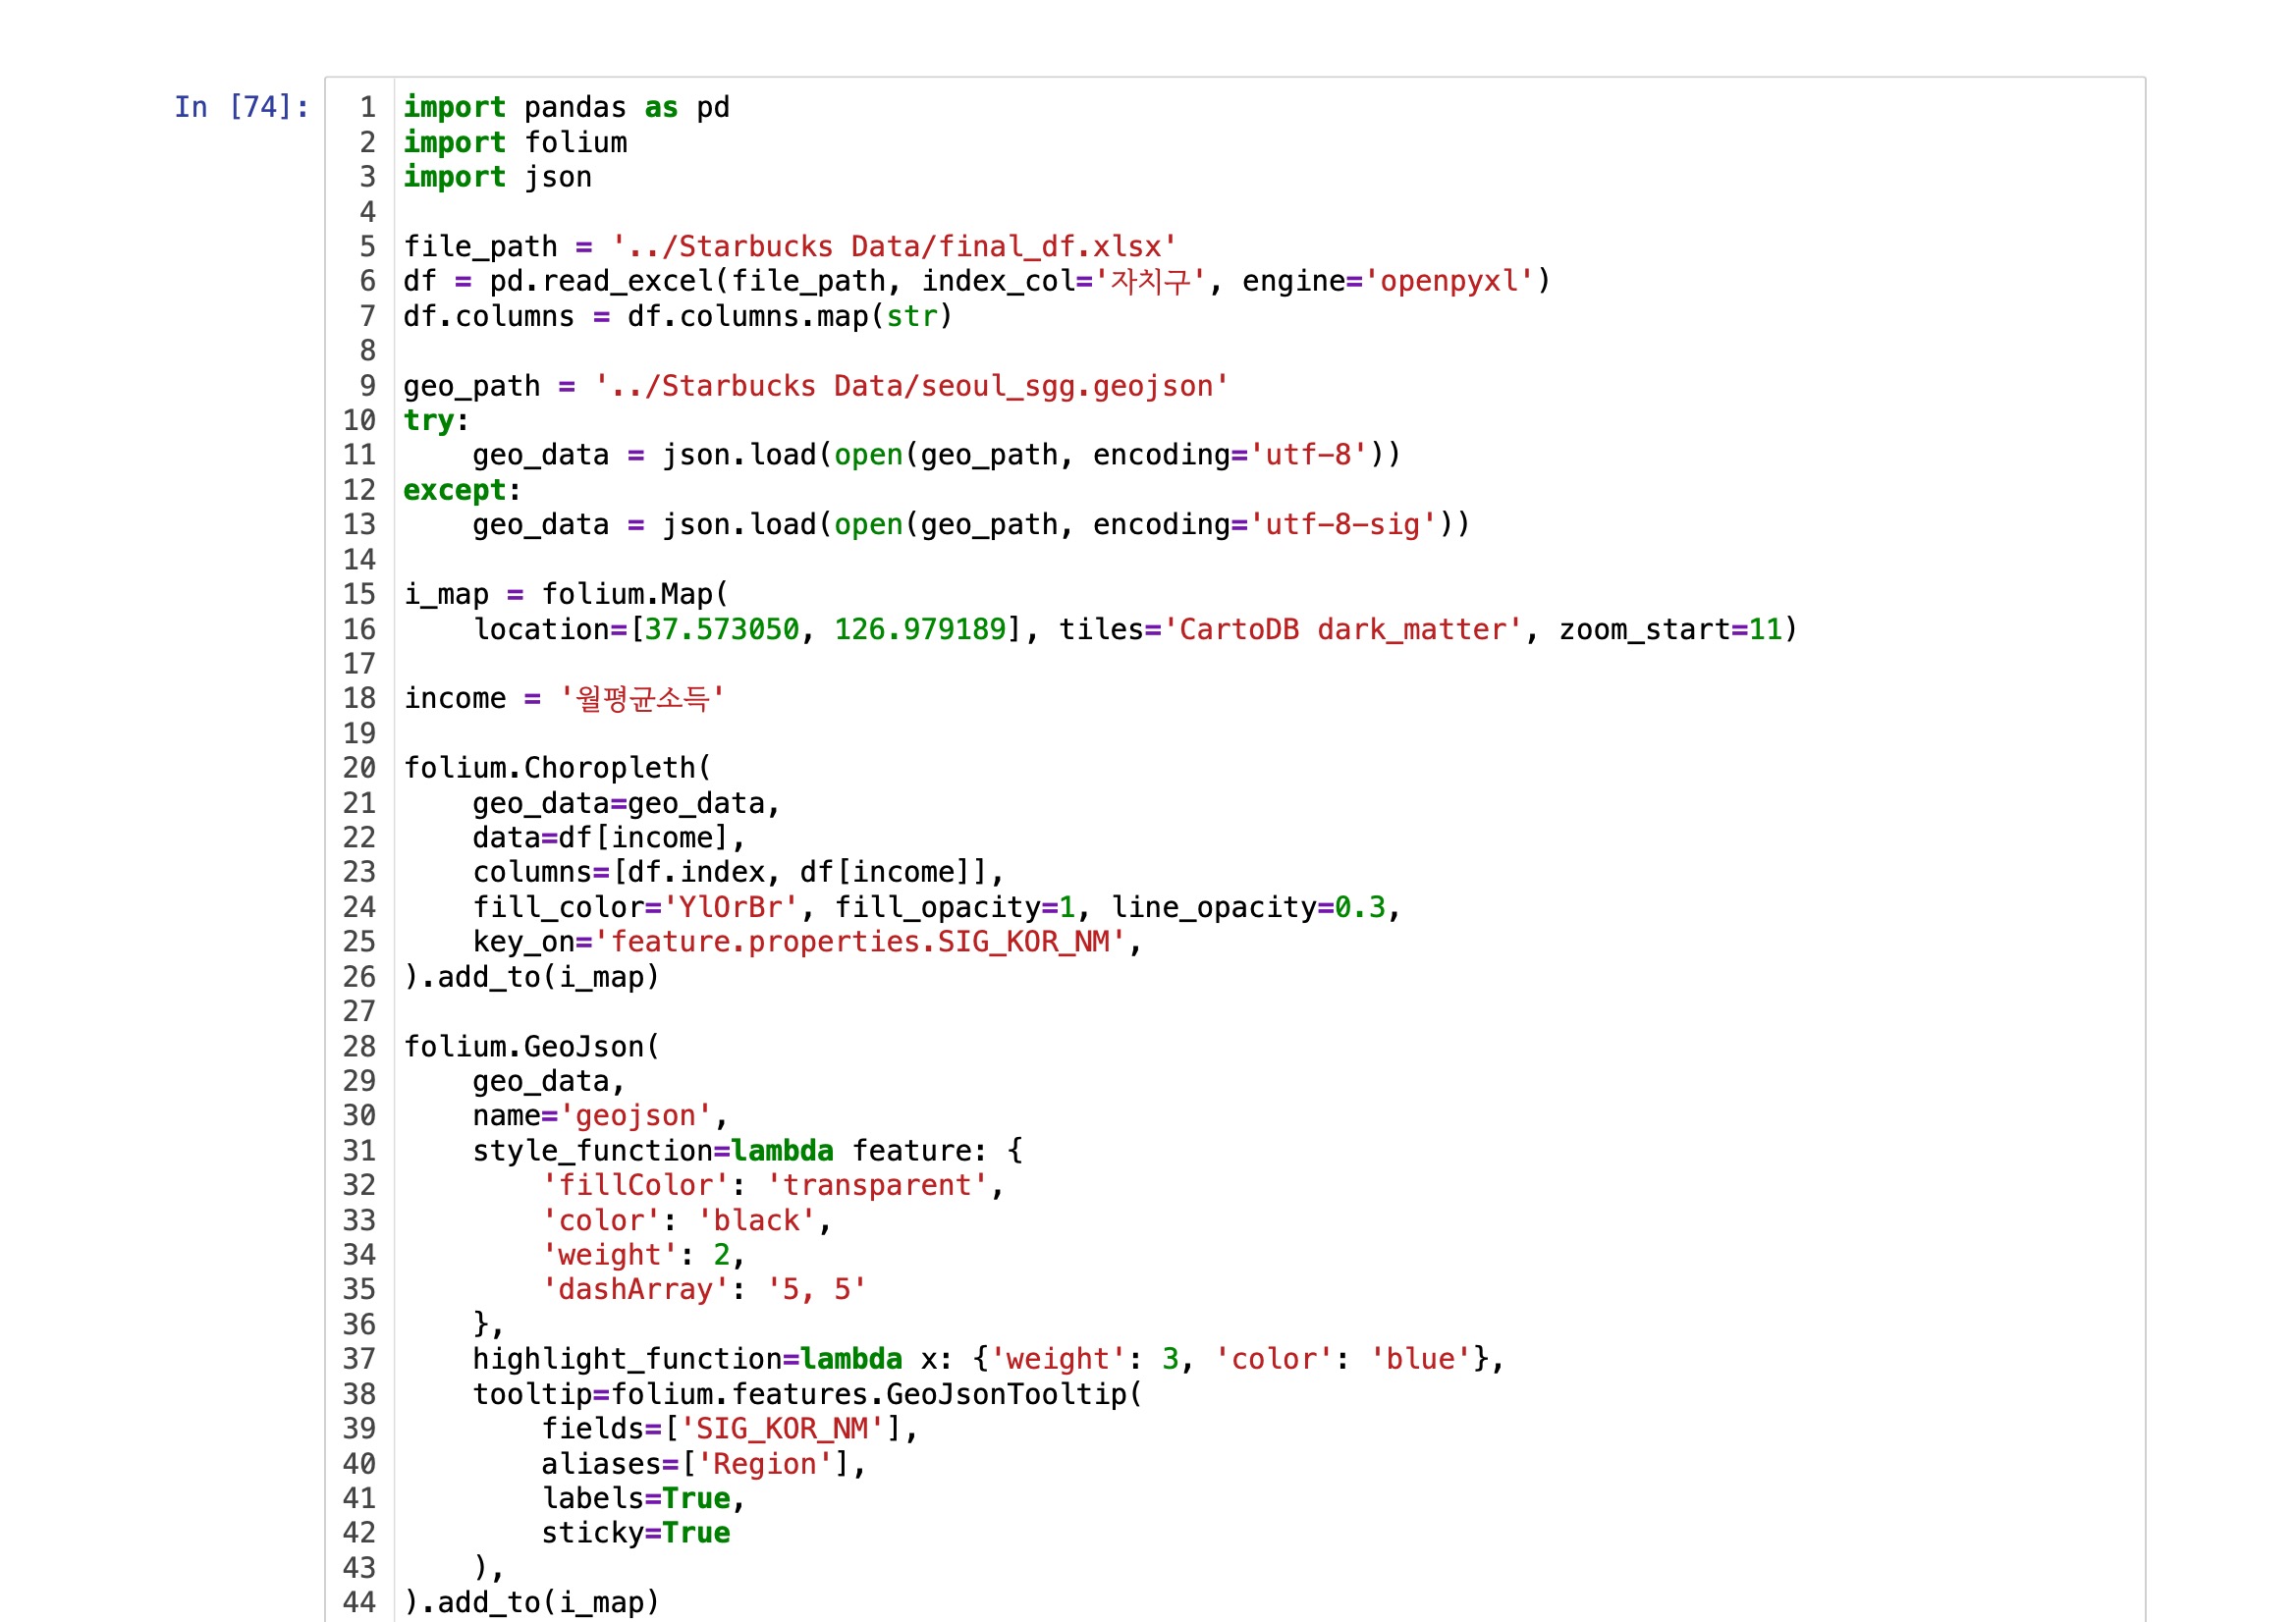 In [74]:
1 import pandas as pd
2 import folium
3 import json
4
5 file_path = '../Starbucks Data/final_df.xlsx'
6 df = pd.read_excel(file_path, index_col='자치구', engine='openpyxl')
7 df.columns = df.columns.map(str)
8
9 geo_path = '../Starbucks Data/seoul_sgg.geojson'
10 try:
11     geo_data = json.load(open(geo_path, encoding='utf-8'))
12 except:
13     geo_data = json.load(open(geo_path, encoding='utf-8-sig'))
14
15 i_map = folium.Map(
16     location=[37.573050, 126.979189], tiles='CartoDB dark_matter', zoom_start=11)
17
18 income = '월평균소득'
19
20 folium.Choropleth(
21     geo_data=geo_data,
22     data=df[income],
23     columns=[df.index, df[income]],
24     fill_color='YlOrBr', fill_opacity=1, line_opacity=0.3,
25     key_on='feature.properties.SIG_KOR_NM',
26 ).add_to(i_map)
27
28 folium.GeoJson(
29     geo_data,
30     name='geojson',
31     style_function=lambda feature: {
32         'fillColor': 'transparent',
33         'color': 'black',
34         'weight': 2,
35         'dashArray': '5, 5'
36     },
37     highlight_function=lambda x: {'weight': 3, 'color': 'blue'},
38     tooltip=folium.features.GeoJsonTooltip(
39         fields=['SIG_KOR_NM'],
40         aliases=['Region'],
41         labels=True,
42         sticky=True
43     ),
44 ).add_to(i_map)